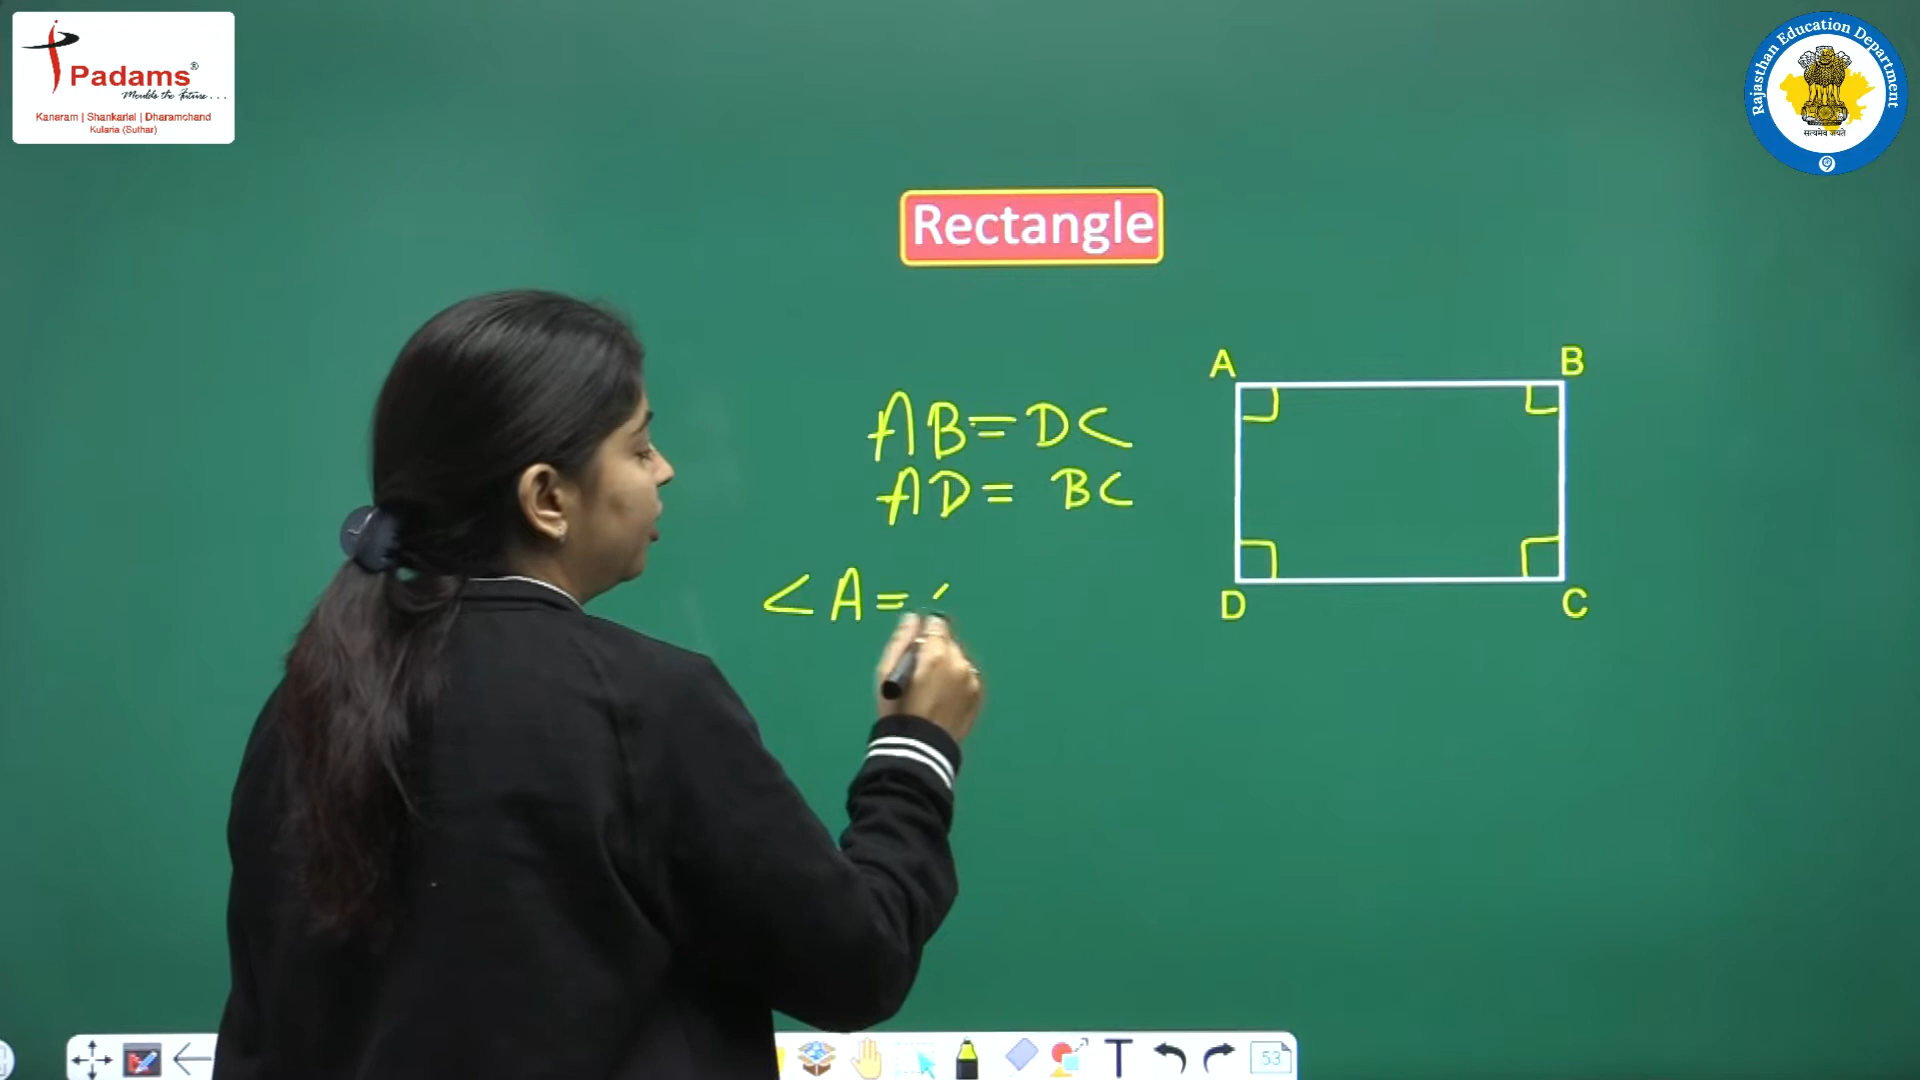 Padams®
Moulds the Future...
Kanaram | Shankarlal | Dharamchand
Kularia (Suthar)
Rajasthan Education Department
सत्यमेव जयते
Rectangle
A
B
AB = DC
AD = BC
<A =
D
C
T
53